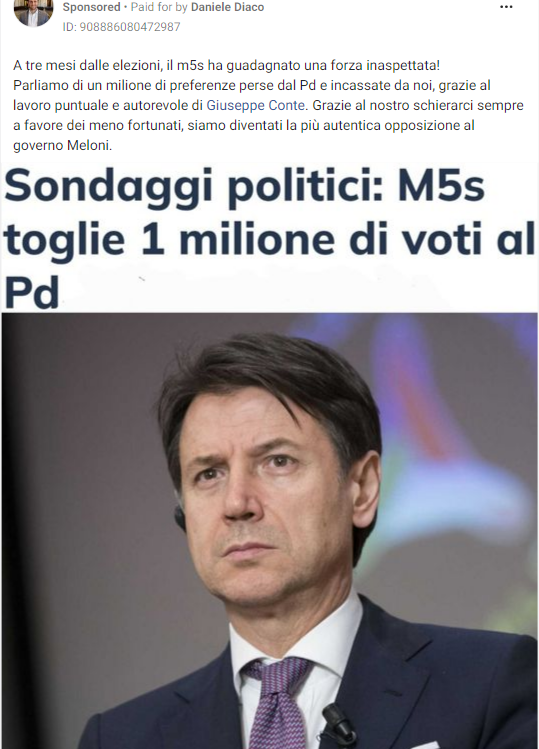 Sponsored • Paid for by Daniele Diaco
ID: 908886080472987
A tre mesi dalle elezioni, il m5s ha guadagnato una forza inaspettata!
Parliamo di un milione di preferenze perse dal Pd e incassate da noi, grazie al
lavoro puntuale e autorevole di Giuseppe Conte. Grazie al nostro schierarci sempre
a favore dei meno fortunati, siamo diventati la più autentica opposizione al
governo Meloni.
Sondaggi politici: M5s
toglie 1 milione di voti al
Pd